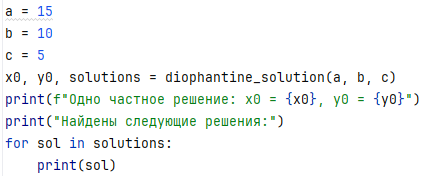 a = 15
b = 10
c = 5
x0, y0, solutions = diophantine_solution(a, b, c)
print(f"Одно частное решение: x0 = {x0}, y0 = {y0}")
print("Найдены следующие решения:")
for sol in solutions:
    print(sol)